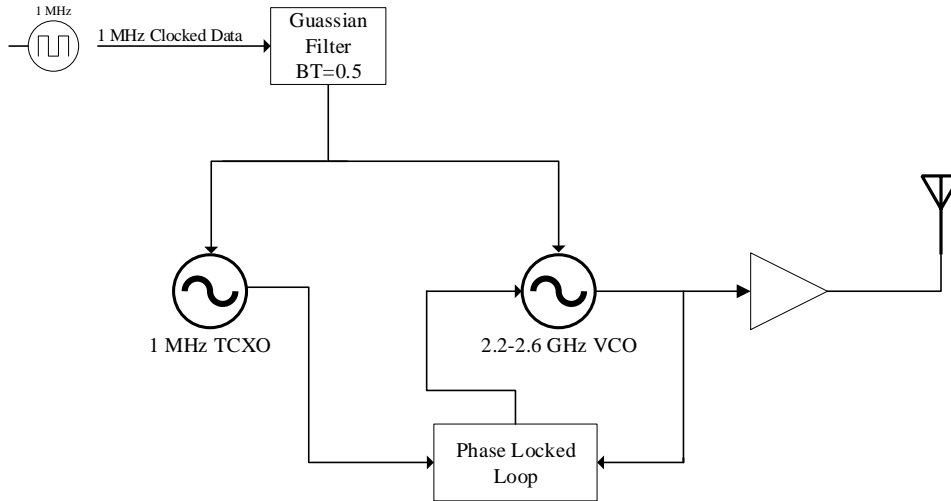 1 MHz
1 MHz Clocked Data
Guassian
Filter
BT=0.5
1 MHz TCXO
2.2-2.6 GHz VCO
Phase Locked
Loop